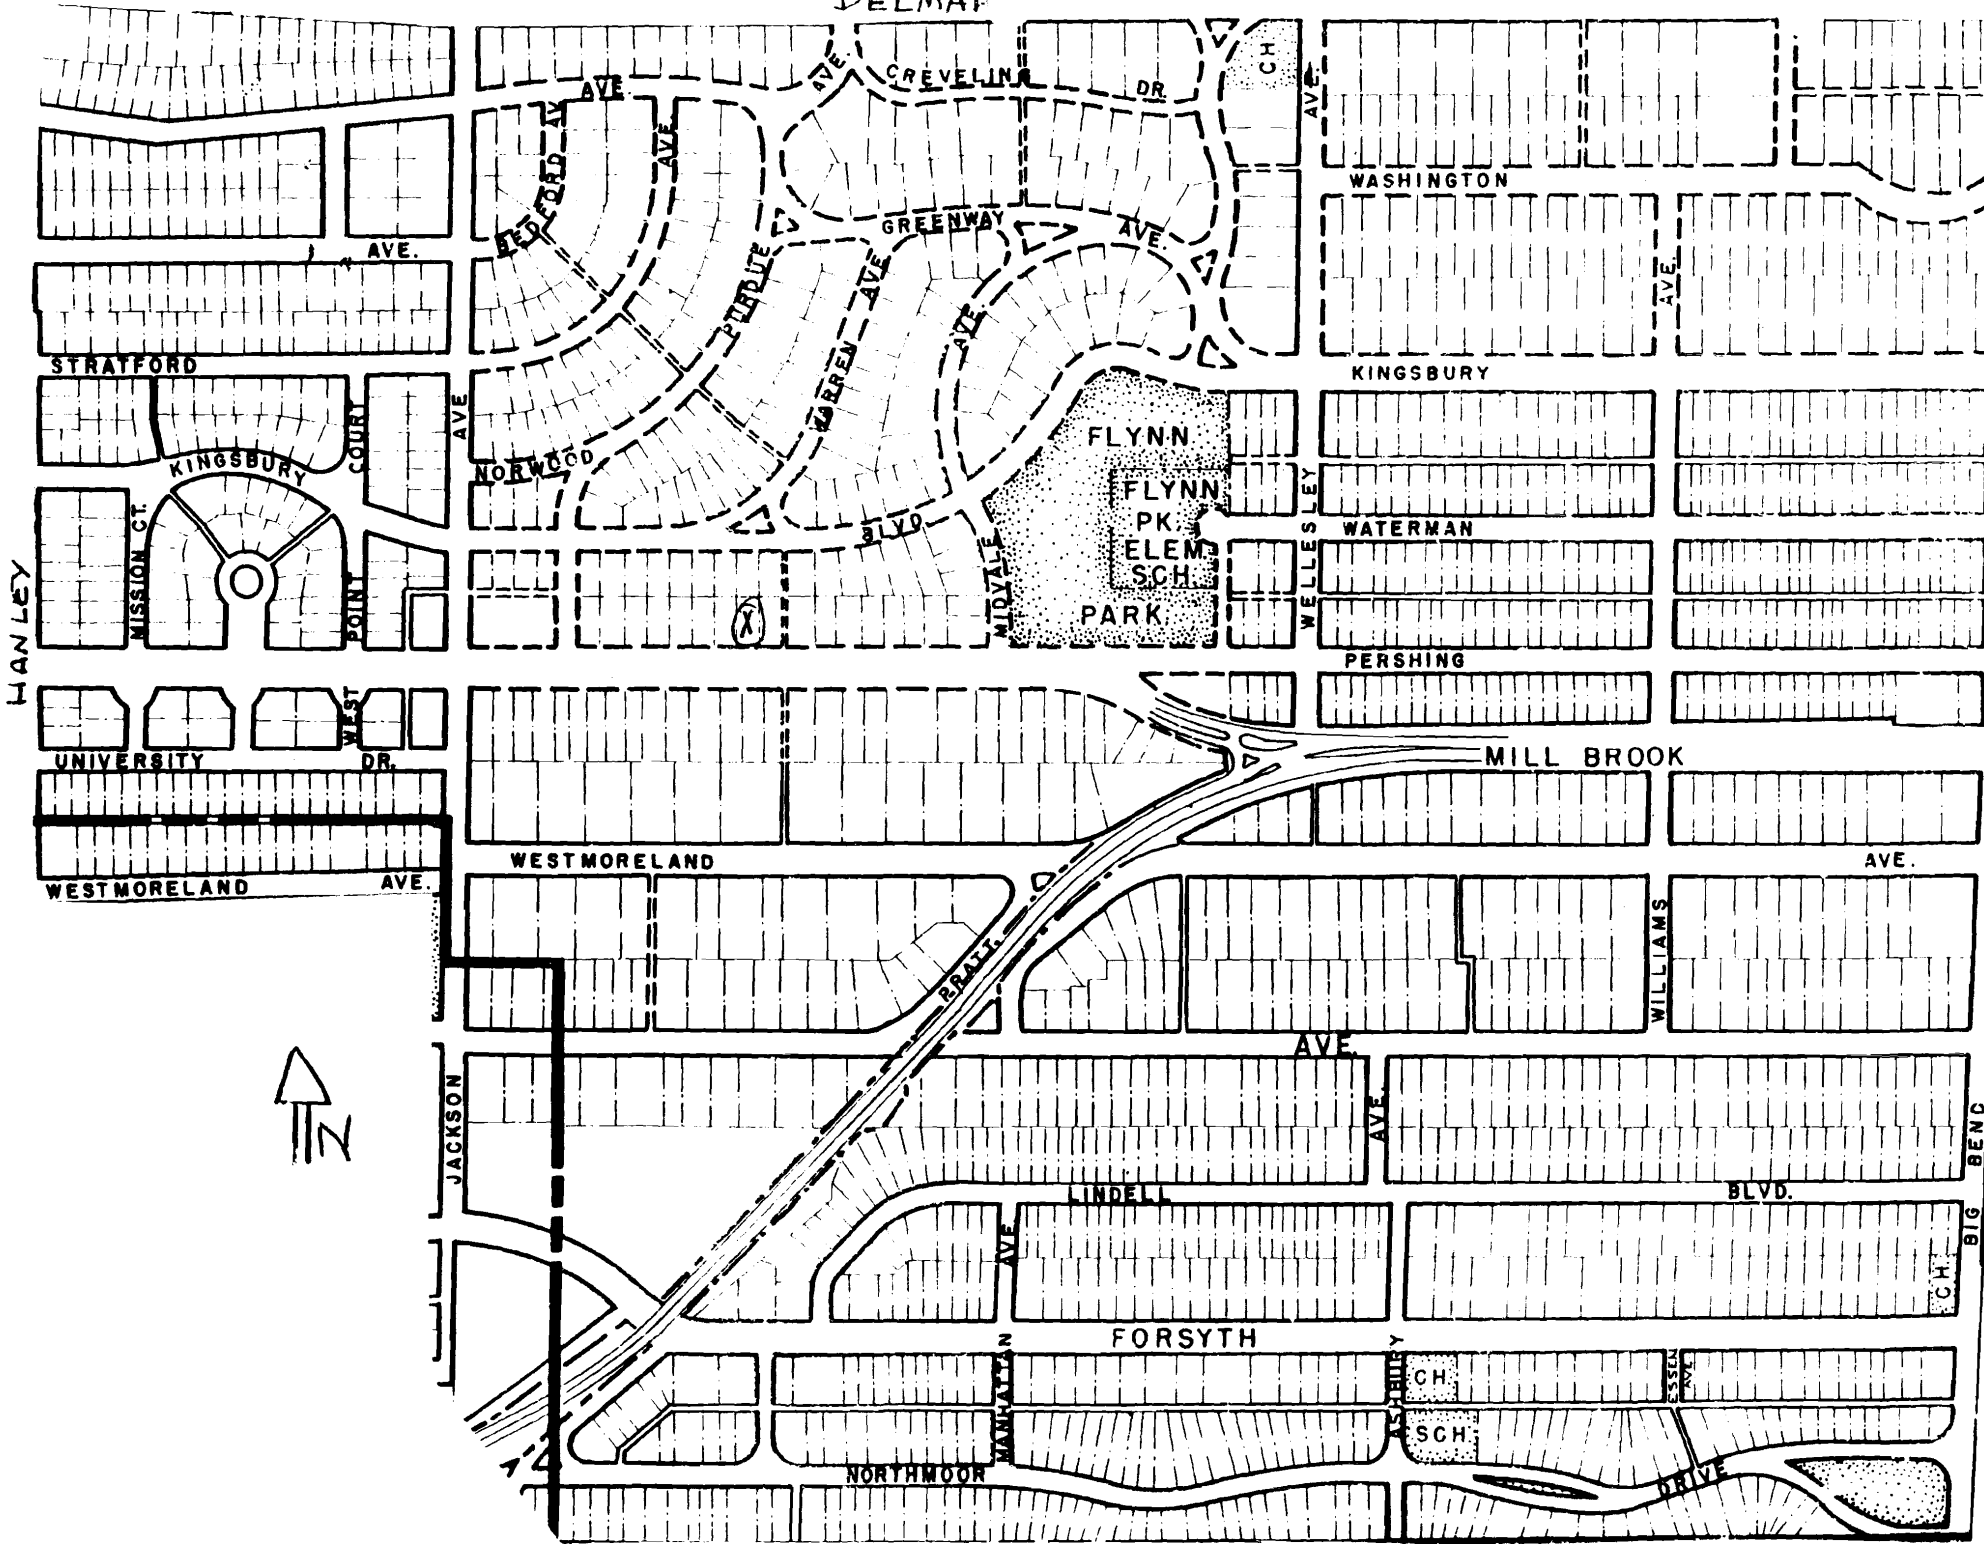 CREVELING
AVE.
AVE.
DR.
CH
AVE.
BEDFORD AV
AVE.
WASHINGTON
GREENWAY
AVE.
AVE.
PURDUE
WARREN AVE.
AVE.
AVE.
STRATFORD
KINGSBURY
COURT
AVE
NORWOOD
KINGSBURY
FLYNN
FLYNN
PK.
ELEM.
SCH.
PARK
BLVD.
WELLESLEY
WATERMAN
MISSION CT.
POINT
MIDVALE
X
HANLEY
PERSHING
WEST
UNIVERSITY
DR.
MILL BROOK
WESTMORELAND
AVE.
WESTMORELAND
AVE.
WILLIAMS
PRATT
AVE.
N
JACKSON
AVE.
BIG BEND
LINDELL
BLVD.
AVE
CH
FORSYTH
MANHATTAN
ASHBURY
CH
ESSEX
AVE
SCH
NORTHMOOR
DRIVE